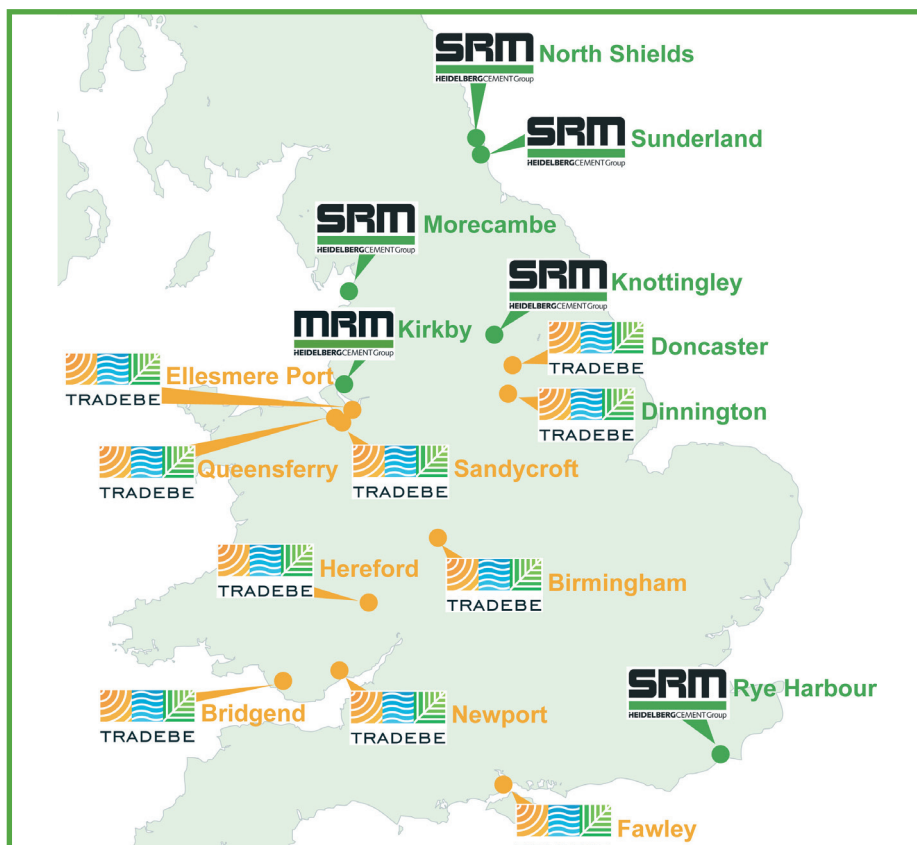 SRM
HEIDELBERGCEMENT Group
North Shields
SRM
HEIDELBERGCEMENT Group
Sunderland
SRM
HEIDELBERGCEMENT Group
Morecambe
SRM
HEIDELBERGCEMENT Group
Knottingley
MRM
HEIDELBERGCEMENT Group
Kirkby
TRADEBE
Doncaster
TRADEBE
Ellesmere Port
TRADEBE
Dinnington
TRADEBE
Queensferry
TRADEBE
Sandycroft
TRADEBE
Hereford
TRADEBE
Birmingham
SRM
HEIDELBERGCEMENT Group
Rye Harbour
TRADEBE
Bridgend
TRADEBE
Newport
Fawley